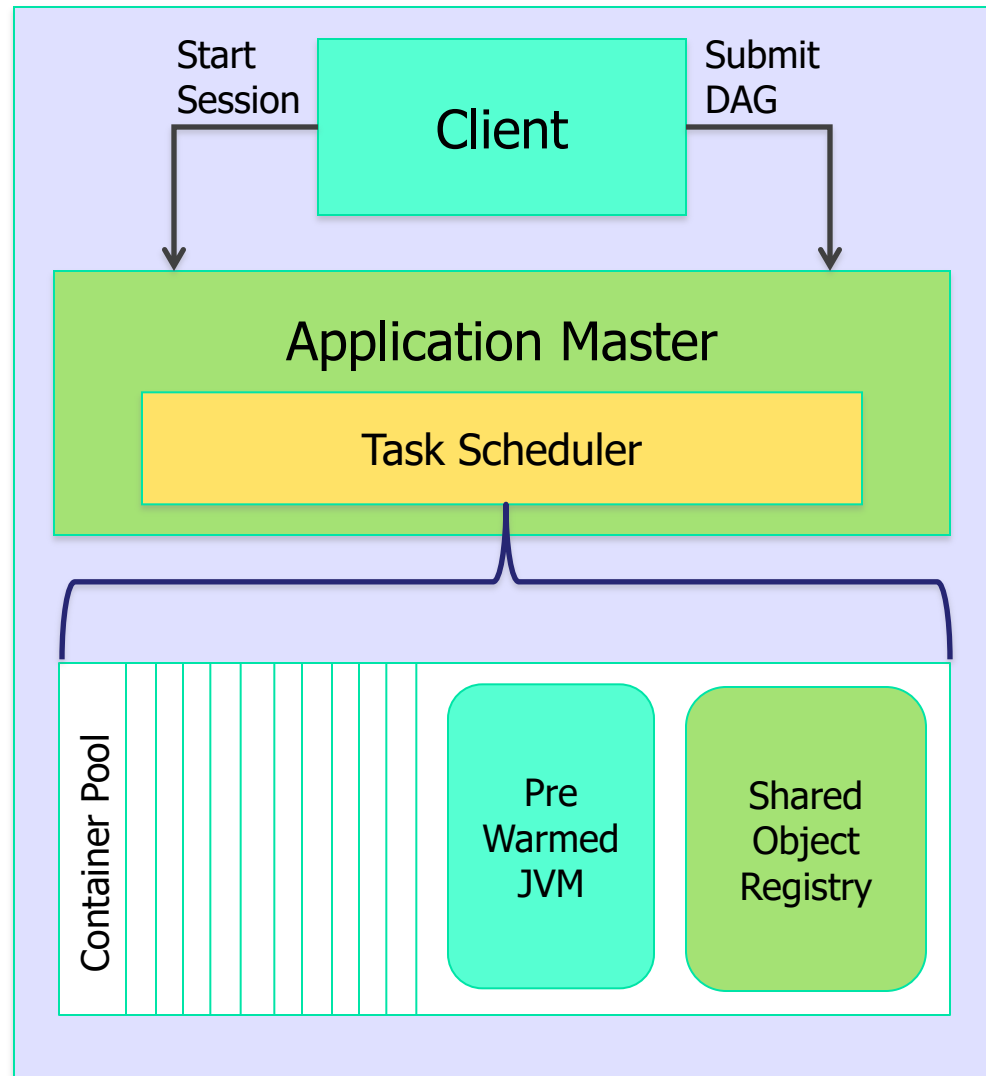 Start
Session
Client
Submit
DAG
Application Master
Task Scheduler
Container Pool
Pre
Warmed
JVM
Shared
Object
Registry